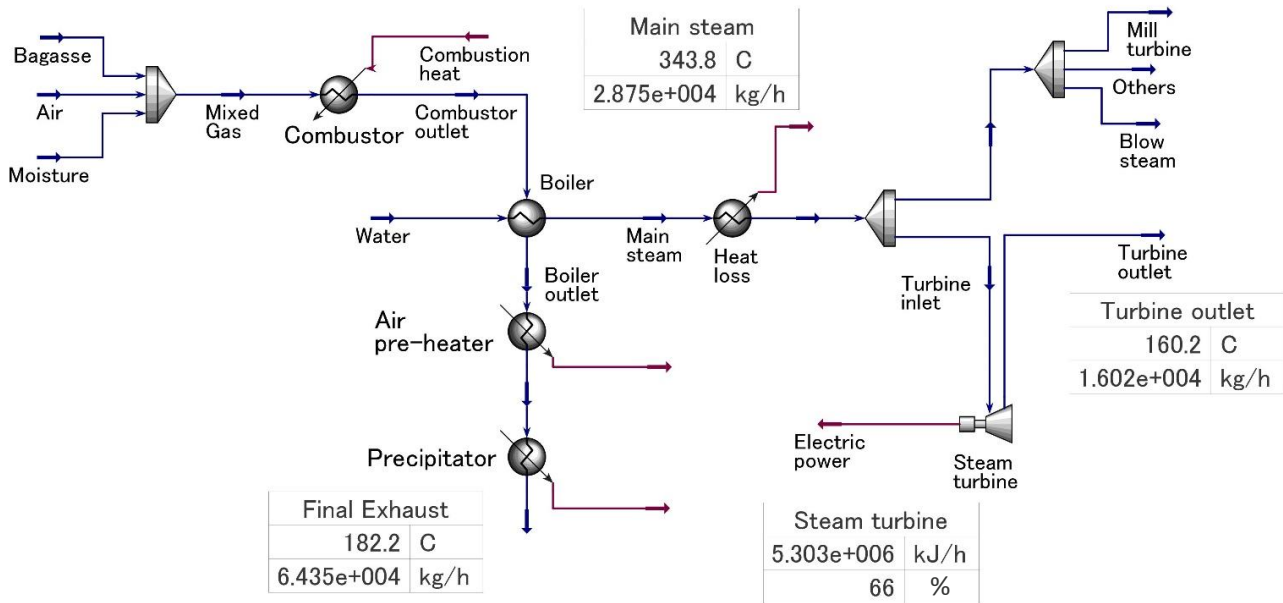 Bagasse
Air
Moisture
Mixed
Gas
Combustion
heat
Combustor
Combustor
outlet
Main steam
343.8 C
2.875e+004 kg/h
Mill
turbine
Others
Blow
steam
Boiler
Water
Main
steam
Heat
loss
Boiler
outlet
Turbine
inlet
Turbine
outlet
Turbine outlet
160.2 C
1.602e+004 kg/h
Air
pre-heater
Precipitator
Electric
power
Steam
turbine
Final Exhaust
182.2 C
6.435e+004 kg/h
Steam turbine
5.303e+006 kJ/h
66 %